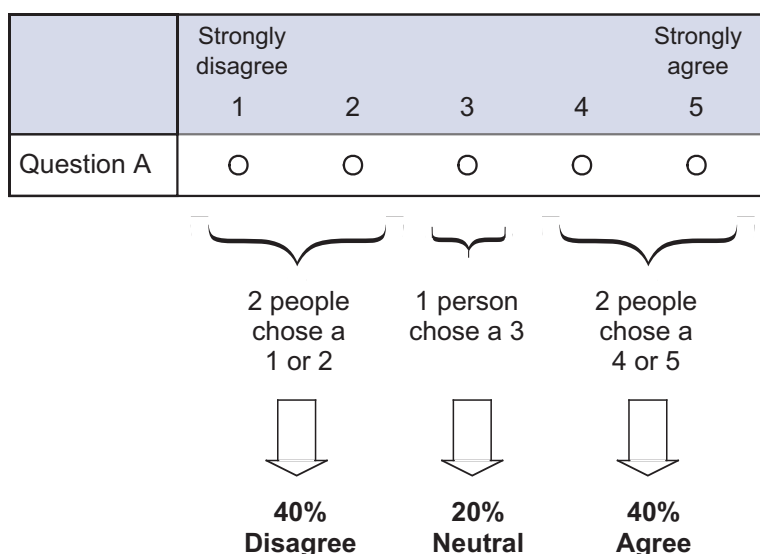 Strongly disagree
Strongly agree
1 2 3 4 5
Question A
2 people chose a 1 or 2
1 person chose a 3
2 people chose a 4 or 5
40% Disagree
20% Neutral
40% Agree